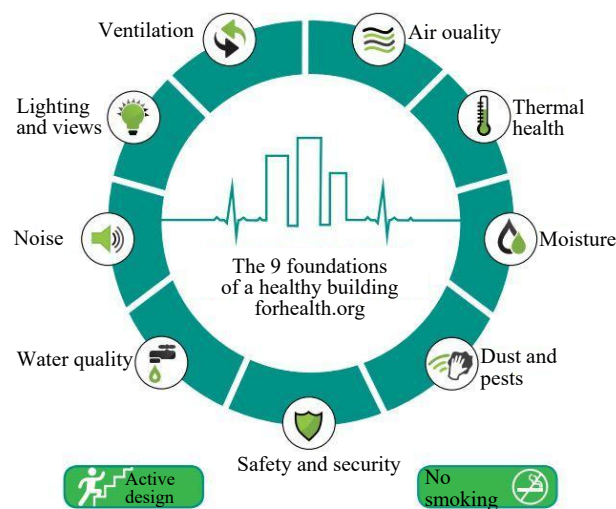 Ventilation
Air ouality
Lighting
and views
Thermal
health
Noise
Moisture
The 9 foundations
of a healthy building
forhealth.org
Water quality
Dust and
pests
Safety and security
Active
design
No
smoking